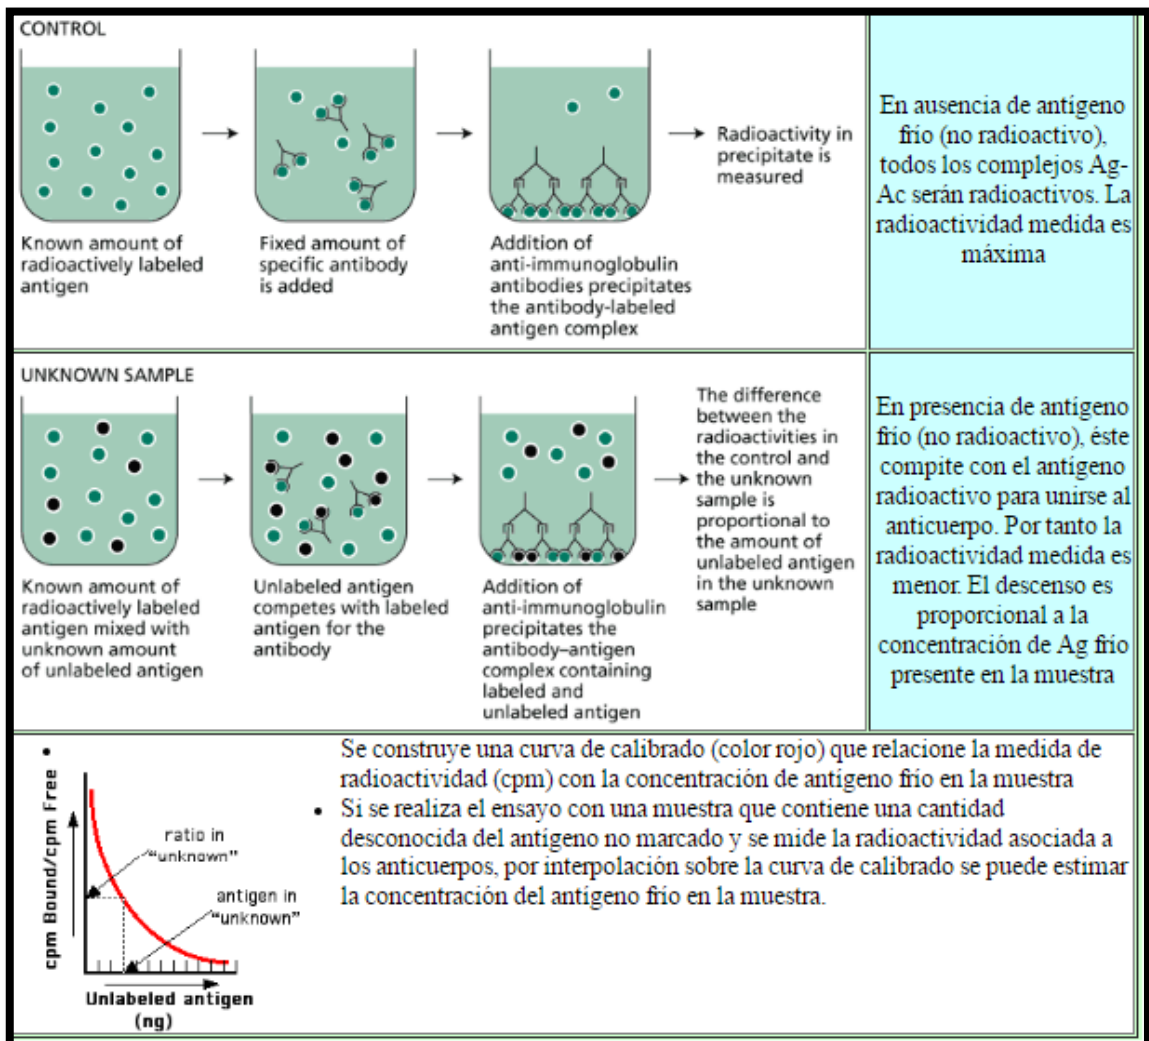 CONTROL
Known amount of
radioactively labeled
antigen
Fixed amount of
specific antibody
is added
Addition of
anti-immunoglobulin
antibodies precipitates
the antibody-labeled
antigen complex
Radioactivity in
precipitate is
measured
En ausencia de antígeno
frío (no radioactivo),
todos los complejos Ag-
Ac serán radioactivos. La
radioactividad medida es
máxima
UNKNOWN SAMPLE
Known amount of
radioactively labeled
antigen mixed with
unknown amount
of unlabeled antigen
Unlabeled antigen
competes with labeled
antigen for the
antibody
Addition of
anti-immunoglobulin
precipitates the
antibody–antigen
complex containing
labeled and
unlabeled antigen
The difference
between the
radioactivities in
the control and
the unknown
sample is
proportional to
the amount of
unlabeled antigen
in the unknown
sample
En presencia de antígeno
frío (no radioactivo), éste
compite con el antígeno
radioactivo para unirse al
anticuerpo. Por tanto la
radioactividad medida es
menor. El descenso es
proporcional a la
concentración de Ag frío
presente en la muestra
cpm Bound/cpm Free
ratio in
“unknown”
antigen in
“unknown”
Unlabeled antigen
(ng)
Se construye una curva de calibrado (color rojo) que relacione la medida de
radioactividad (cpm) con la concentración de antígeno frío en la muestra
• Si se realiza el ensayo con una muestra que contiene una cantidad
desconocida del antígeno no marcado y se mide la radioactividad asociada a
los anticuerpos, por interpolación sobre la curva de calibrado se puede estimar
la concentración del antígeno frío en la muestra.